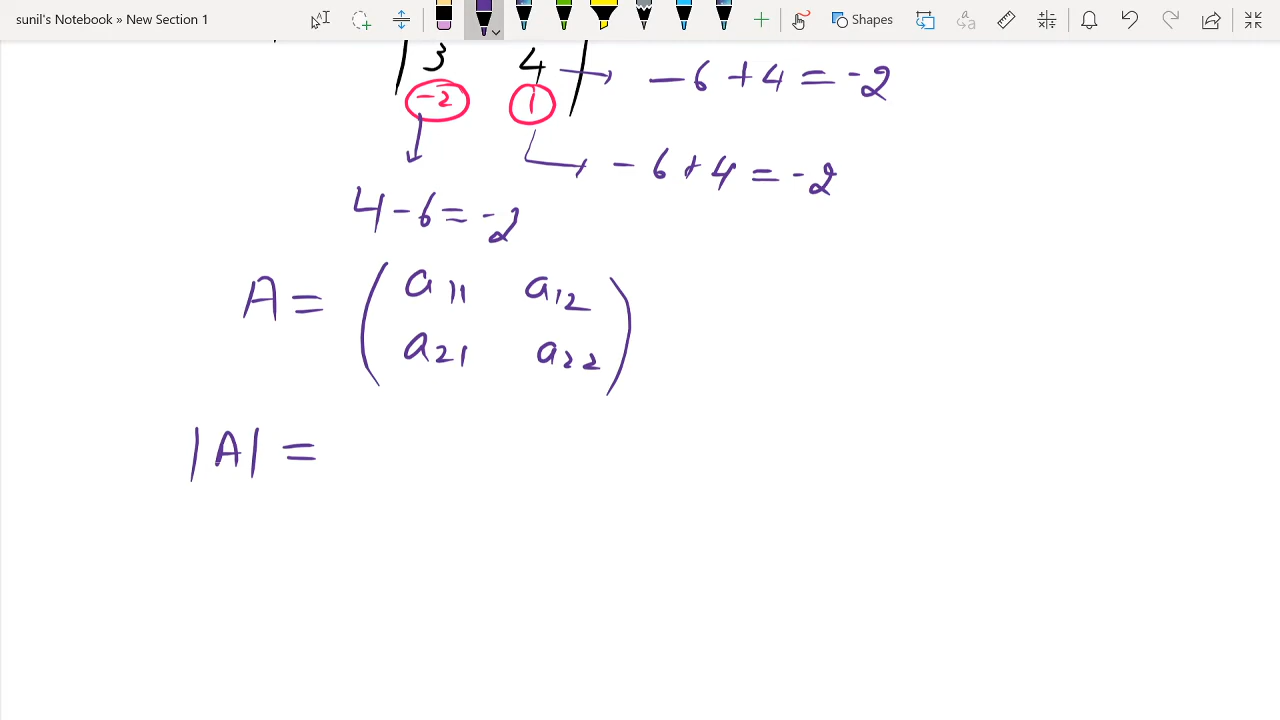 sunil's Notebook » New Section 1
Shapes
3 4 → -6+4=-2
-2 1
→ -6+4=-2
4-6=-2
A= ( a11 a12
a21 a22 )
|A| =